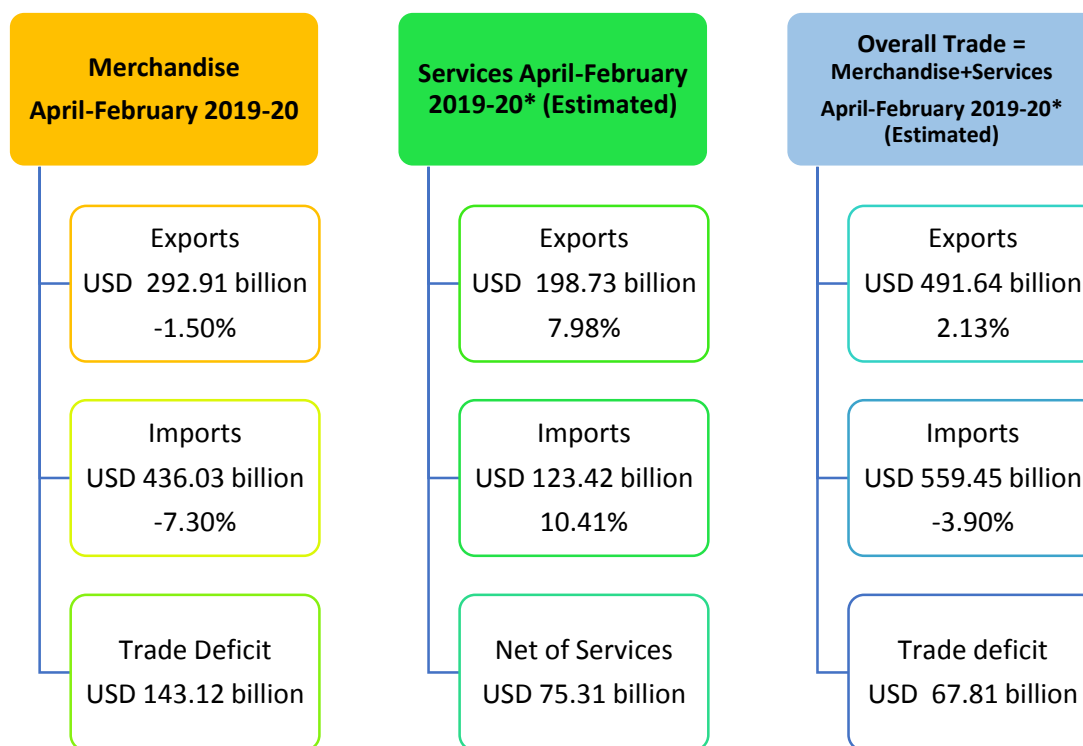 Merchandise
April-February 2019-20
Exports
USD 292.91 billion
-1.50%
Imports
USD 436.03 billion
-7.30%
Trade Deficit
USD 143.12 billion
Services April-February
2019-20* (Estimated)
Exports
USD 198.73 billion
7.98%
Imports
USD 123.42 billion
10.41%
Net of Services
USD 75.31 billion
Overall Trade =
Merchandise+Services
April-February 2019-20*
(Estimated)
Exports
USD 491.64 billion
2.13%
Imports
USD 559.45 billion
-3.90%
Trade deficit
USD 67.81 billion